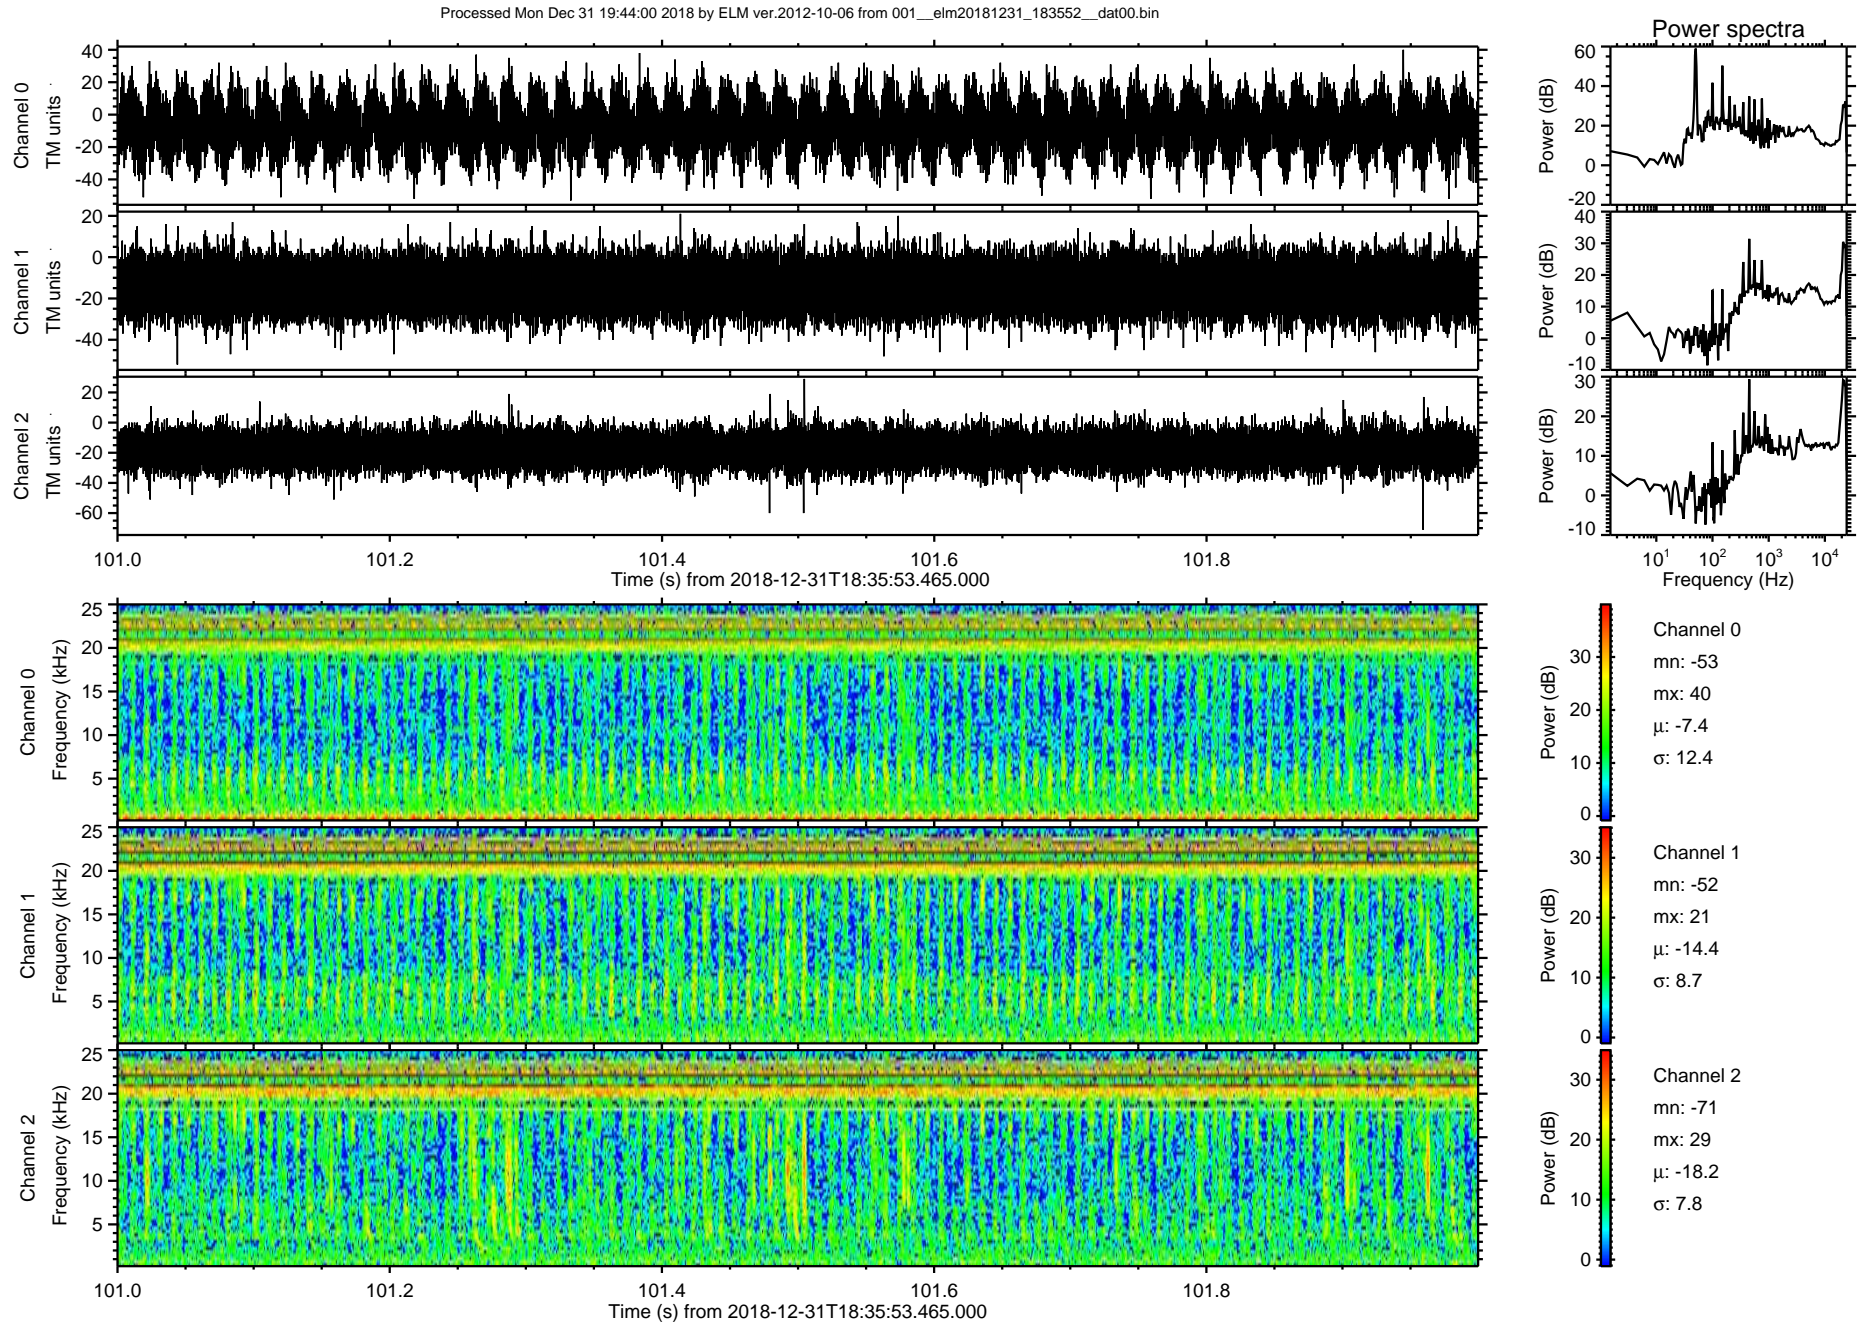 Processed Mon Dec 31 19:44:00 2018 by ELM ver.2012-10-06 from 001__elm20181231_183552__dat00.bin
Power spectra
Channel 0
TM units
40
20
0
-20
-40
Power (dB)
60
40
20
0
-20
Channel 1
TM units
20
0
-20
-40
Power (dB)
40
30
20
10
0
-10
Channel 2
TM units
20
0
-20
-40
-60
Power (dB)
30
20
10
0
-10
101.0 101.2 101.4 101.6 101.8
Time (s) from 2018-12-31T18:35:53.465.000
10¹ 10² 10³ 10⁴
Frequency (Hz)
Channel 0
Frequency (kHz)
25
20
15
10
5
Power (dB)
30
20
10
0
Channel 0
mn: -53
mx: 40
μ: -7.4
σ: 12.4
Channel 1
Frequency (kHz)
25
20
15
10
5
Power (dB)
30
20
10
0
Channel 1
mn: -52
mx: 21
μ: -14.4
σ: 8.7
Channel 2
Frequency (kHz)
25
20
15
10
5
Power (dB)
30
20
10
0
Channel 2
mn: -71
mx: 29
μ: -18.2
σ: 7.8
101.0 101.2 101.4 101.6 101.8
Time (s) from 2018-12-31T18:35:53.465.000